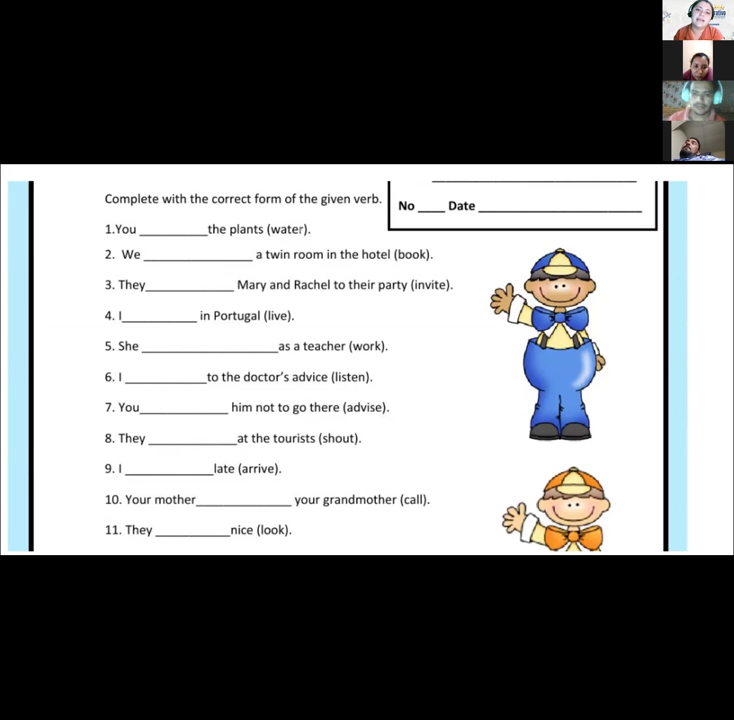 Complete with the correct form of the given verb.
No ____ Date ____________________________
1.You __________the plants (water).
2. We ________________ a twin room in the hotel (book).
3. They_____________ Mary and Rachel to their party (invite).
4. I___________ in Portugal (live).
5. She ____________________as a teacher (work).
6. I ____________to the doctor's advice (listen).
7. You_____________ him not to go there (advise).
8. They _____________at the tourists (shout).
9. I _____________late (arrive).
10. Your mother______________ your grandmother (call).
11. They ___________nice (look).